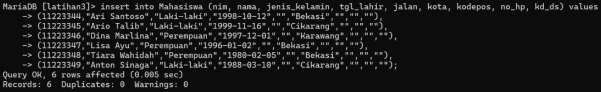 MariaDB [latihan3]> insert into Mahasiswa (nim, nama, jenis_kelamin, tgl_lahir, jalan, kota, kodepos, no_hp, kd_ds) values
-> (11223344,"Ari Santoso","Laki-laki","1998-10-12","","Bekasi","","",""),
-> (11223345,"Ario Talib","Laki-laki","1999-11-16","","Cikarang","","",""),
-> (11223346,"Dina Marlina","Perempuan","1997-12-01","","Karawang","","",""),
-> (11223347,"Lisa Ayu","Perempuan","1996-01-02","","Bekasi","","",""),
-> (11223348,"Tiara Wahidah","Perempuan","1980-02-05","","Bekasi","","",""),
-> (11223349,"Anton Sinaga","Laki-laki","1988-03-10","","Cikarang","","","");
Query OK, 6 rows affected (0.005 sec)
Records: 6  Duplicates: 0  Warnings: 0